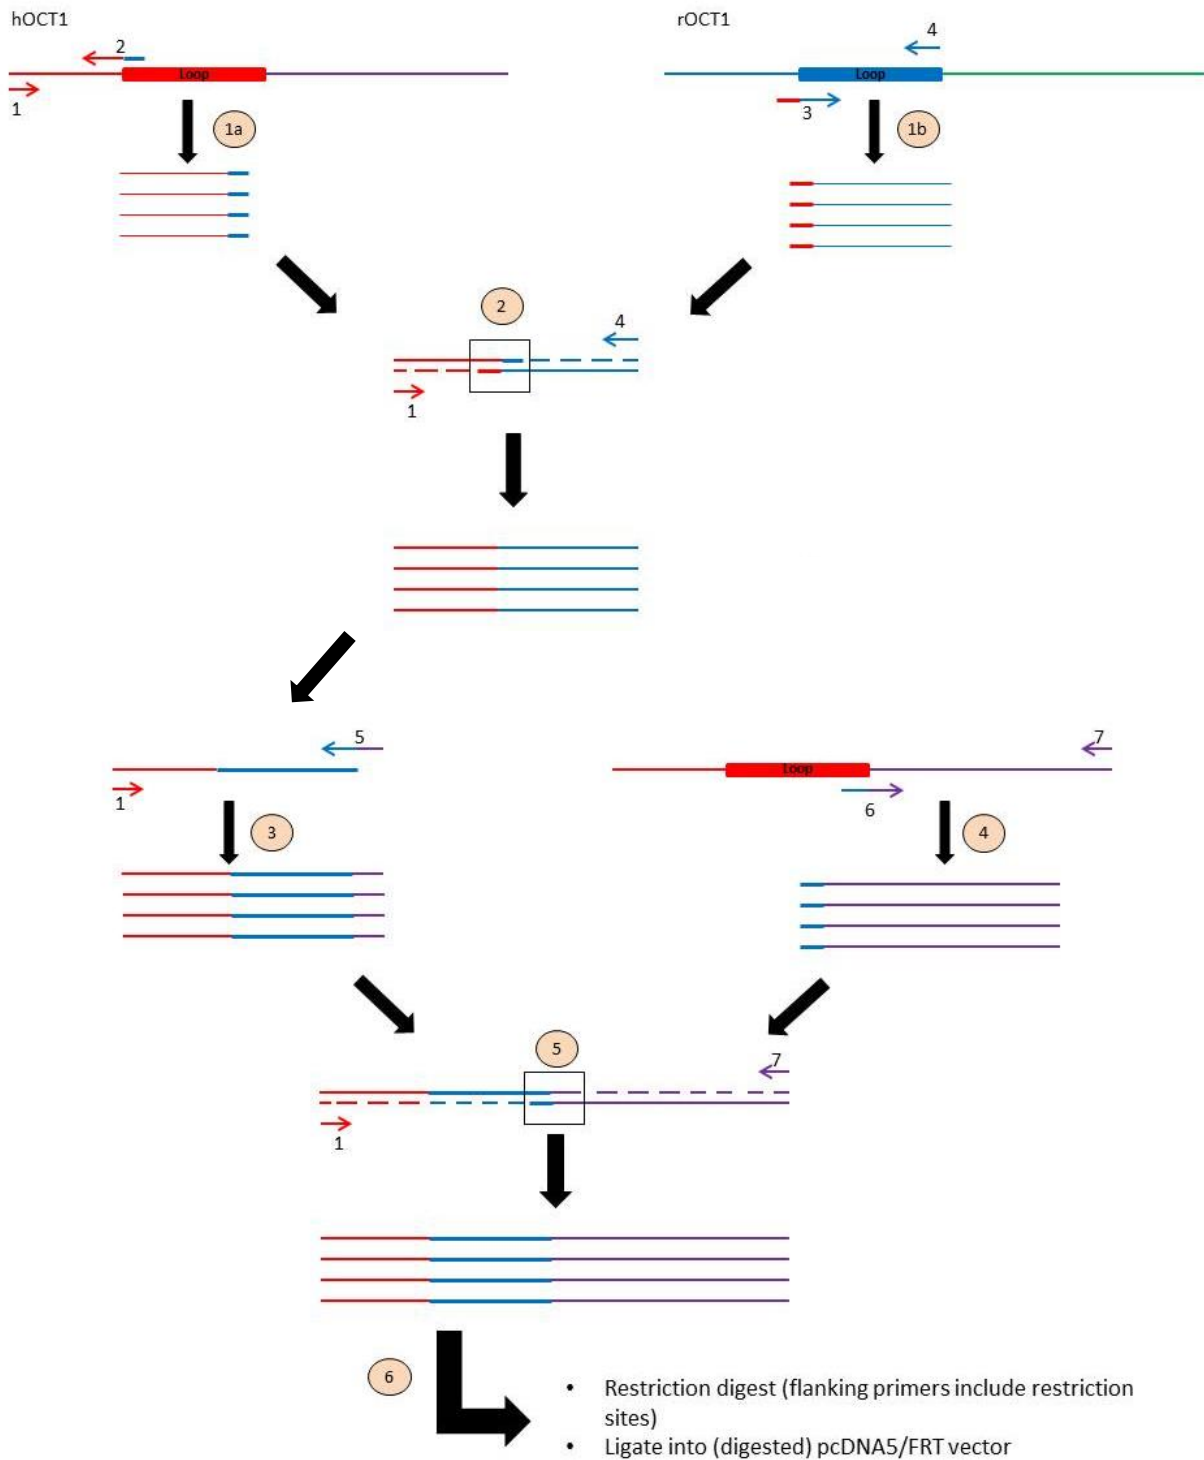 hOCT1
rOCT1
2
4
Loop
Loop
1
3
1a
1b
2
4
1
5
7
Loop
1
6
3
4
5
7
1
6
• Restriction digest (flanking primers include restriction
sites)
• Ligate into (digested) pcDNA5/FRT vector